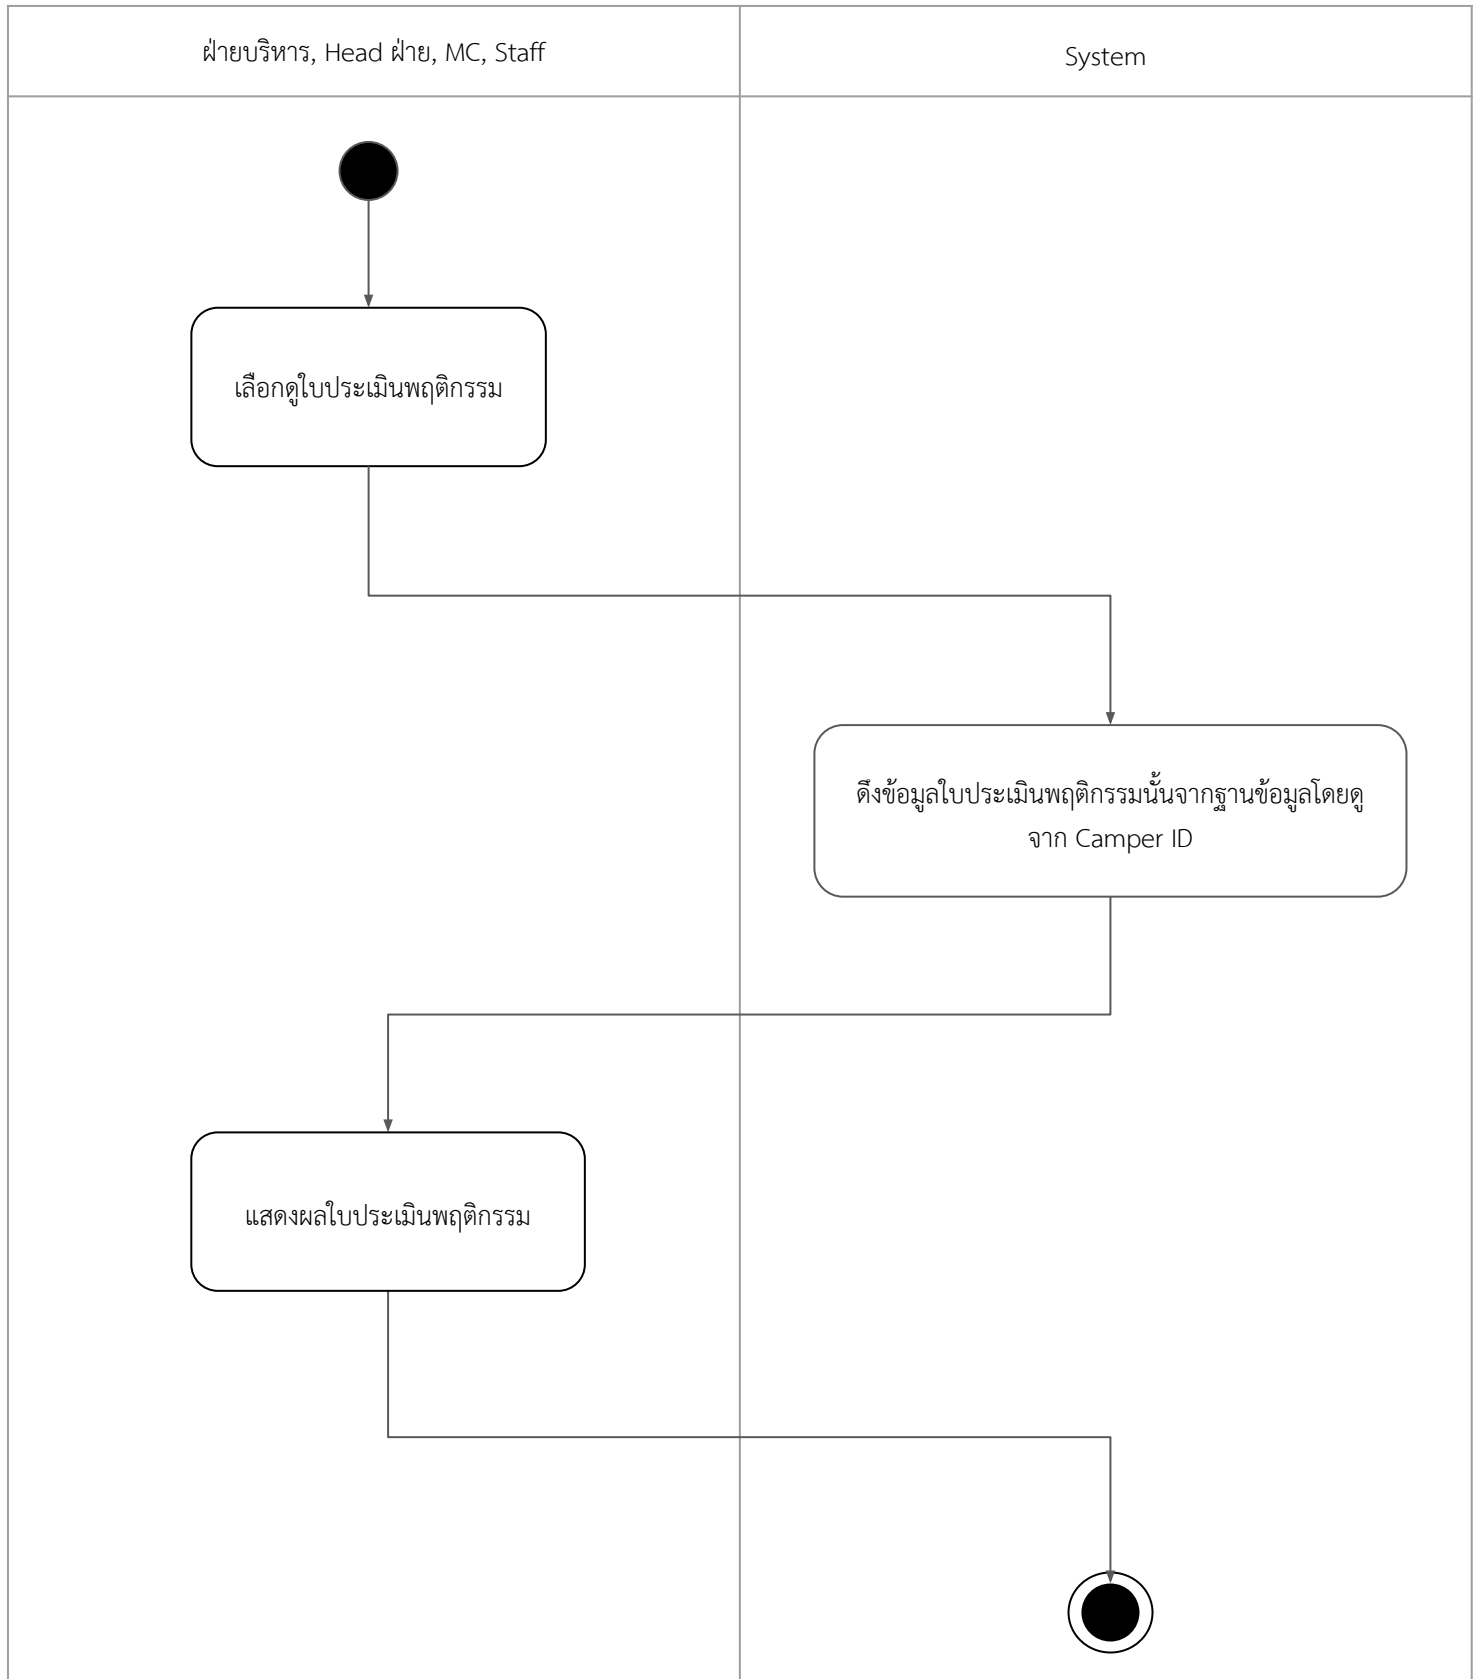 ฝ่ายบริหาร, Head ฝ่าย, MC, Staff
System
เลือกดูใบประเมินพฤติกรรม
ดึงข้อมูลใบประเมินพฤติกรรมนั้นจากฐานข้อมูลโดยดู
จาก Camper ID
แสดงผลใบประเมินพฤติกรรม